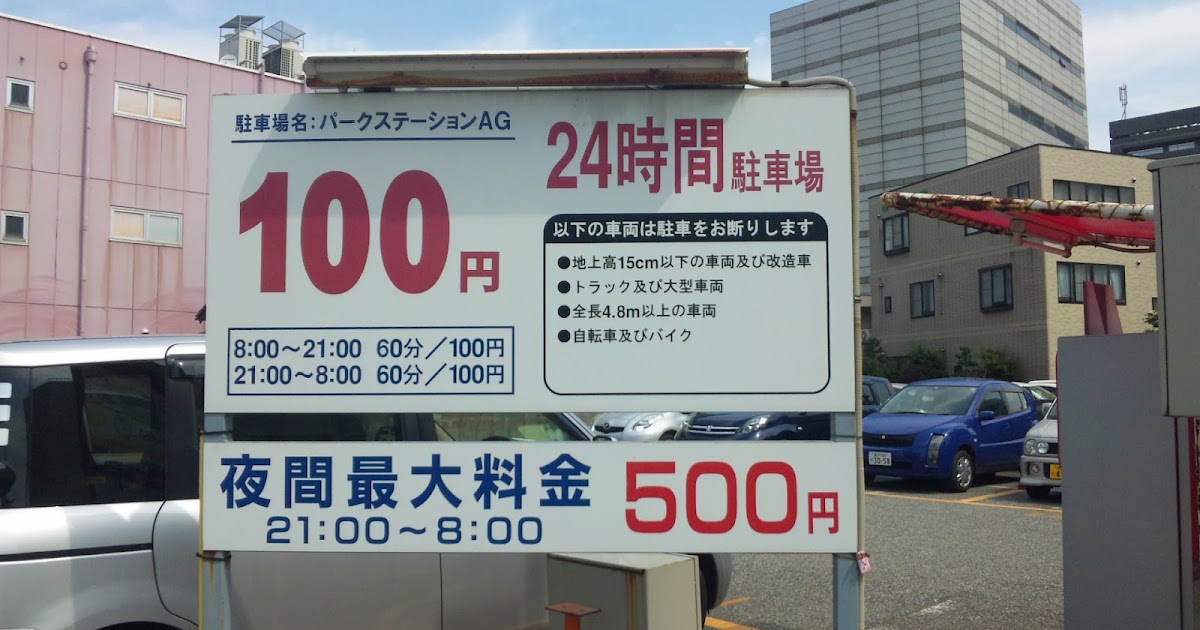 駐車場名：パークステーションAG
100円
8:00〜21:00 60分／100円
21:00〜8:00 60分／100円
24時間駐車場
以下の車両は駐車をお断りします
●地上高15cm以下の車両及び改造車
●トラック及び大型車両
●全長4.8m以上の車両
●自転車及びバイク
夜間最大料金
21:00〜8:00
500円
30-58